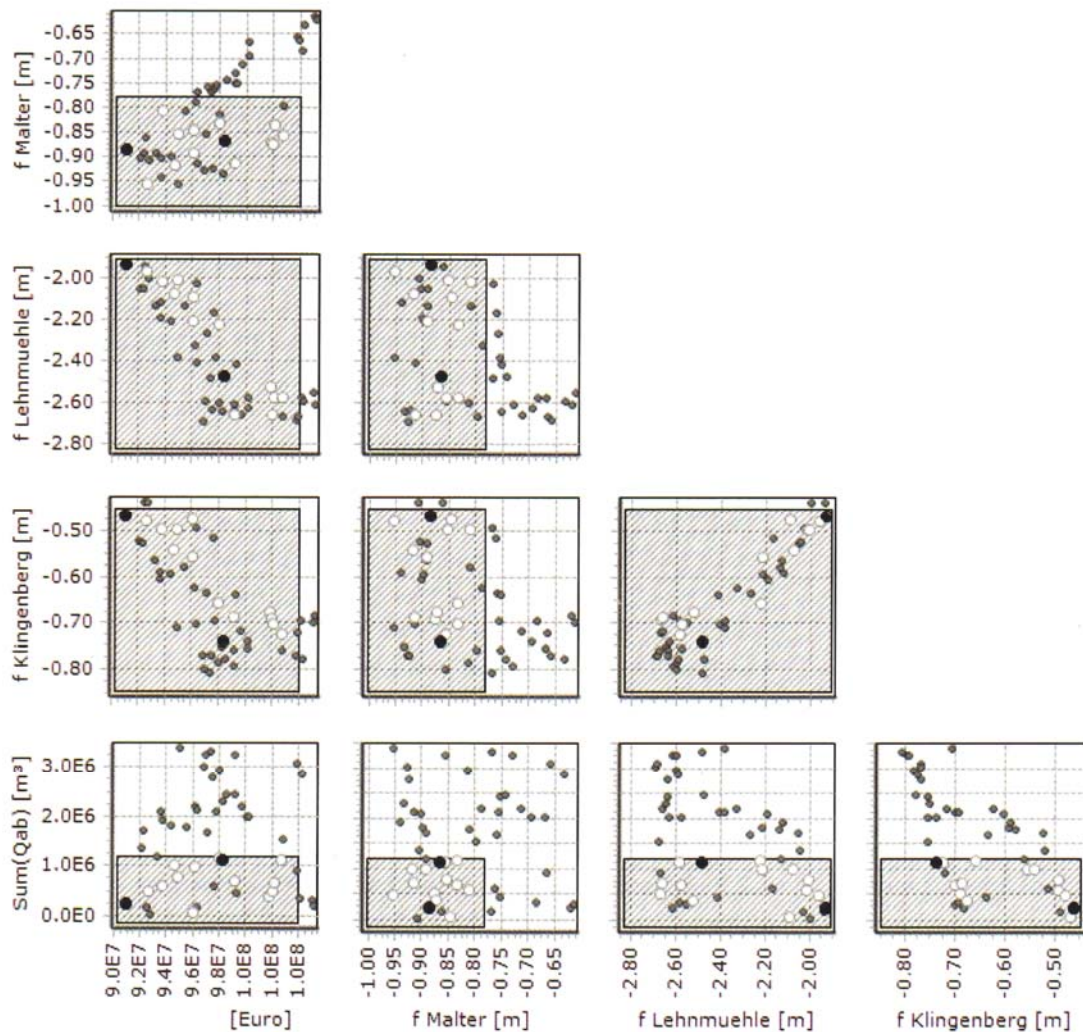 f Malter [m]
-0.65
-0.70
-0.75
-0.80
-0.85
-0.90
-0.95
-1.00
f Lehnmuehle [m]
-2.00
-2.20
-2.40
-2.60
-2.80
f Klingenberg [m]
-0.50
-0.60
-0.70
-0.80
Sum(Qab) [m³]
3.0E6
2.0E6
1.0E6
0.0E0
9.0E7
9.2E7
9.4E7
9.6E7
9.8E7
1.0E8
1.0E8
[Euro]
-1.00
-0.95
-0.90
-0.85
-0.80
-0.75
-0.70
-0.65
f Malter [m]
-2.80
-2.60
-2.40
-2.20
-2.00
f Lehnmuehle [m]
-0.80
-0.70
-0.60
-0.50
f Klingenberg [m]